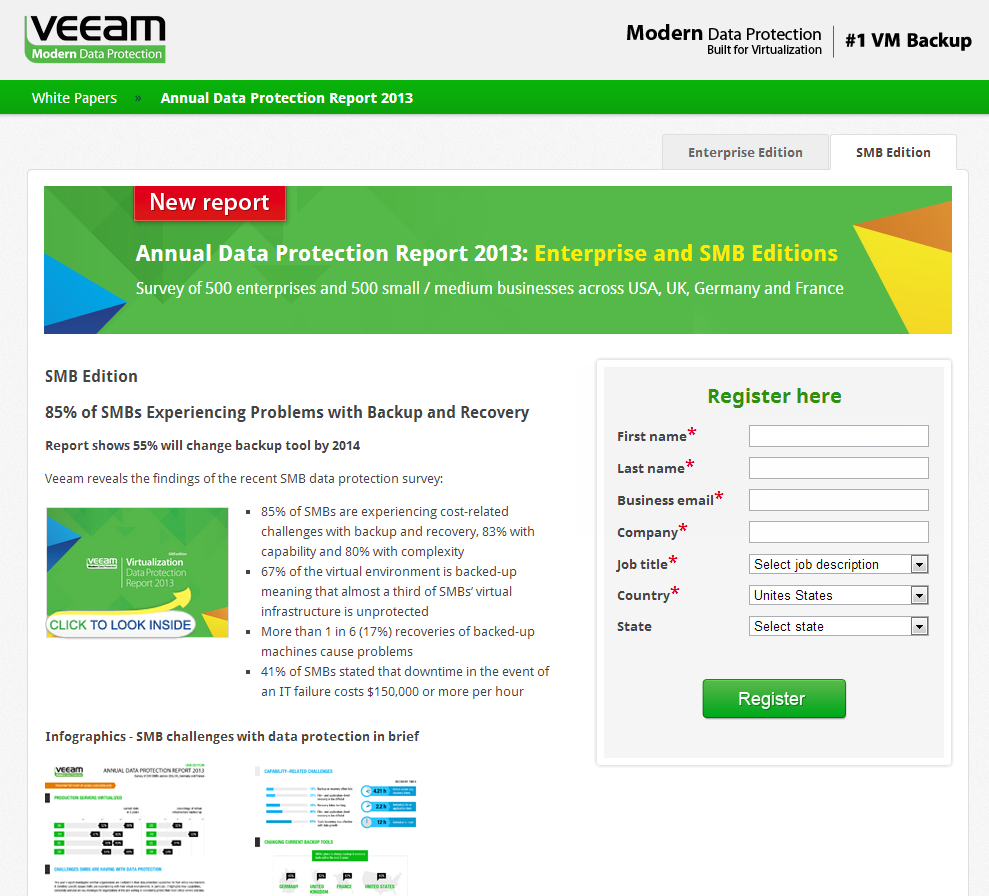 veeam
Modern Data Protection
Modern Data Protection
Built for Virtualization
#1 VM Backup
White Papers » Annual Data Protection Report 2013
Enterprise Edition
SMB Edition
New report
Annual Data Protection Report 2013: Enterprise and SMB Editions
Survey of 500 enterprises and 500 small / medium businesses across USA, UK, Germany and France
SMB Edition
85% of SMBs Experiencing Problems with Backup and Recovery
Report shows 55% will change backup tool by 2014
Veeam reveals the findings of the recent SMB data protection survey:
veeam
Virtualization
Data Protection
Report 2013
CLICK TO LOOK INSIDE
85% of SMBs are experiencing cost-related
challenges with backup and recovery, 83% with
capability and 80% with complexity
67% of the virtual environment is backed-up
meaning that almost a third of SMBs’ virtual
infrastructure is unprotected
More than 1 in 6 (17%) recoveries of backed-up
machines cause problems
41% of SMBs stated that downtime in the event of
an IT failure costs $150,000 or more per hour
Register here
First name*
Last name*
Business email*
Company*
Job title* Select job description
Country* Unites States
State Select state
Register
Infographics - SMB challenges with data protection in brief
veeam
ANNUAL DATA PROTECTION REPORT 2013
PRODUCTION SERVERS VIRTUALIZED
CHALLENGES SMBS ARE HAVING WITH DATA PROTECTION
CAPABILITY-RELATED CHALLENGES
CHANGING CURRENT BACKUP TOOLS
GERMANY
UNITED KINGDOM
FRANCE
UNITED STATES